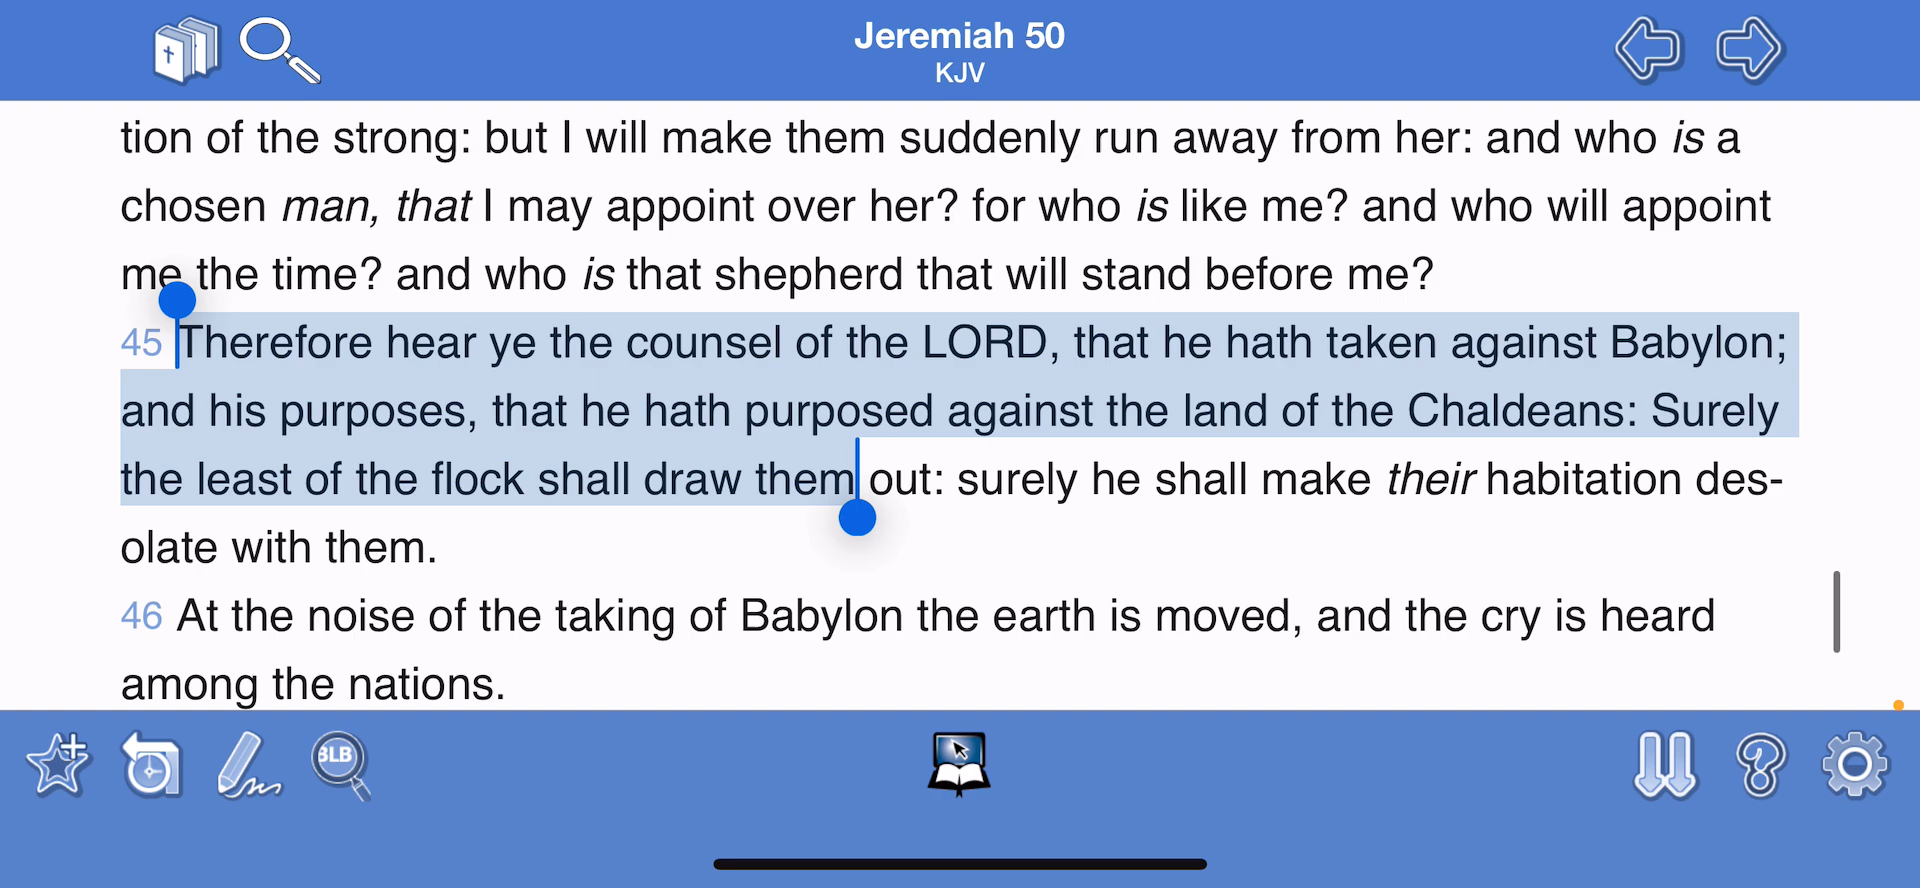 Jeremiah 50
KJV
tion of the strong: but I will make them suddenly run away from her: and who is a
chosen man, that I may appoint over her? for who is like me? and who will appoint
me the time? and who is that shepherd that will stand before me?
45 Therefore hear ye the counsel of the LORD, that he hath taken against Babylon;
and his purposes, that he hath purposed against the land of the Chaldeans: Surely
the least of the flock shall draw them out: surely he shall make their habitation des-
olate with them.
46 At the noise of the taking of Babylon the earth is moved, and the cry is heard
among the nations.
BLB